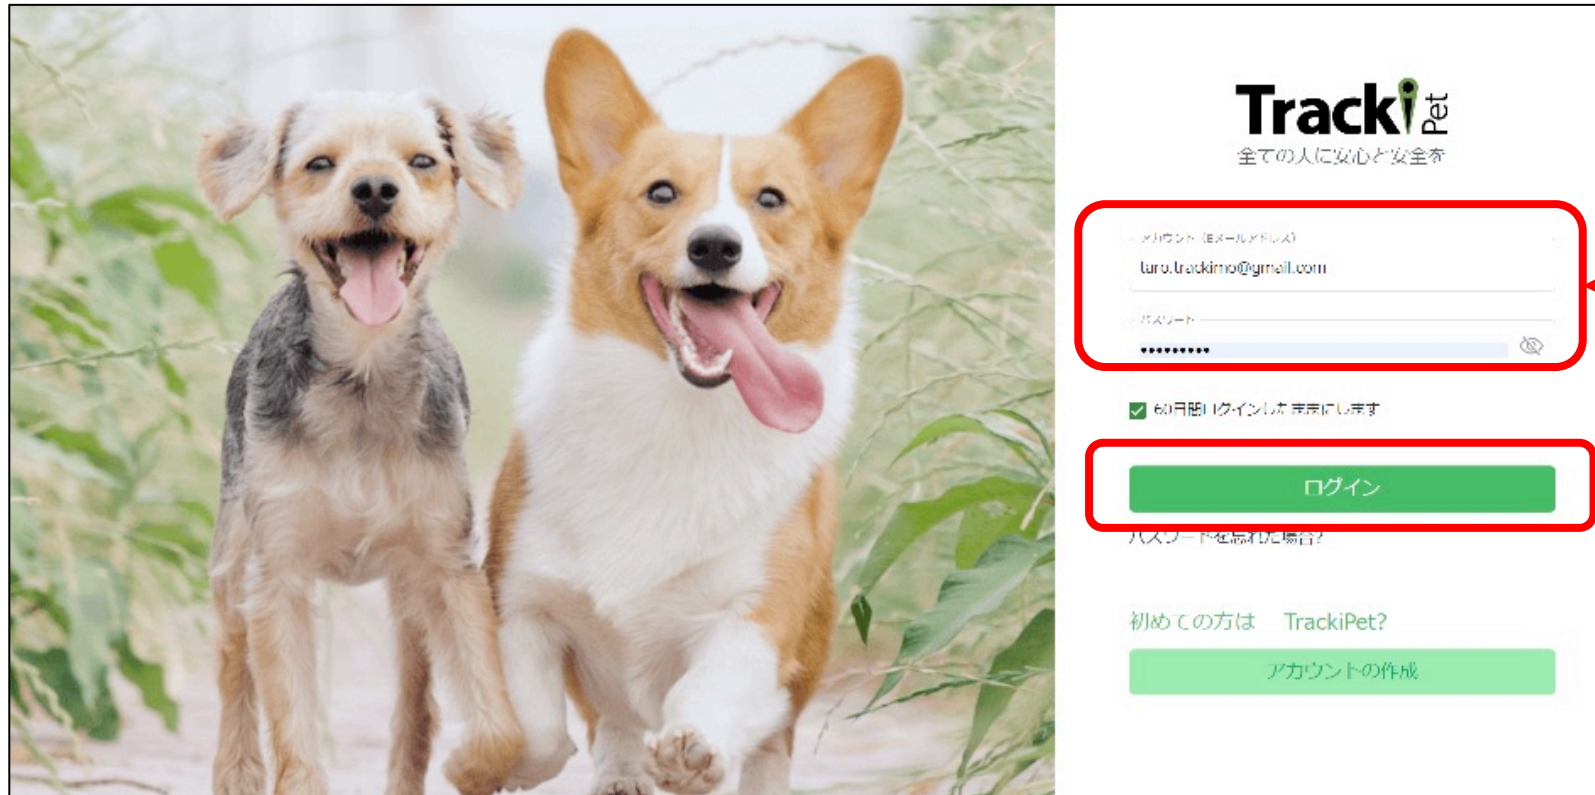 Tracki Pet
全ての人に安心と安全を
アカウント (Eメールアドレス)
taro.trackimo@gmail.com
パスワード
•••••••••
60日間ログインしたままにします
ログイン
パスワードを忘れた場合?
初めての方は TrackiPet?
アカウントの作成